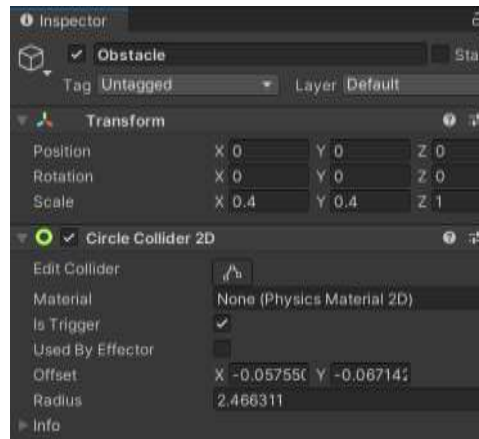 Inspector
Obstacle Sta
Tag Untagged Layer Default
Transform
Position X 0 Y 0 Z 0
Rotation X 0 Y 0 Z 0
Scale X 0.4 Y 0.4 Z 1
Circle Collider 2D
Edit Collider
Material None (Physics Material 2D)
Is Trigger
Used By Effector
Offset X -0.05755( Y -0.067142
Radius 2.466311
Info